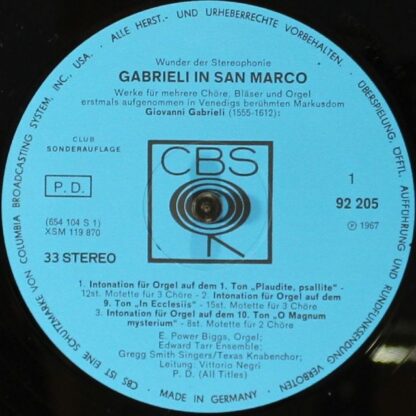 ALLE HERST.- UND URHEBERRECHTE VORBEHALTEN. · ÜBERSPIELUNG, ÖFFTL. AUFFÜHRUNG UND RUNDFUNKSENDUNG VERBOTEN
CBS IST EINE SCHUTZMARKE VON COLUMBIA BROADCASTING SYSTEM, INC., USA.
Wunder der Stereophonie
GABRIELI IN SAN MARCO
Werke für mehrere Chöre, Bläser und Orgel
erstmals aufgenommen in Venedigs berühmten Markusdom
Giovanni Gabrieli (1555-1612):
CLUB
SONDERAUFLAGE
CBS
P. D.
1
92 205
(654 104 S 1)
XSM 119 870
℗ 1967
33 STEREO
1. Intonation für Orgel auf dem 1. Ton „Plaudite, psallite" -
12st. Motette für 3 Chöre - 2. Intonation für Orgel auf dem
9. Ton „In Ecclesiis" - 15st. Motette für 3 Chöre -
3. Intonation für Orgel auf dem 10. Ton „O Magnum
mysterium" - 8st. Motette für 2 Chöre
E. Power Biggs, Orgel;
Edward Tarr Ensemble;
Gregg Smith Singers/Texas Knabenchor;
Leitung: Vittorio Negri
P. D. (All Titles)
MADE IN GERMANY